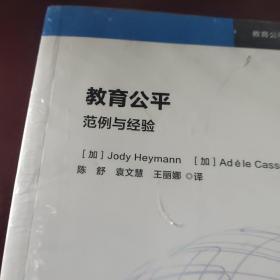 教育公
教育公平
范例与经验
[加] Jody Heymann [加] Adèle Cass
陈 舒 袁文慧 王丽娜 ◎ 译